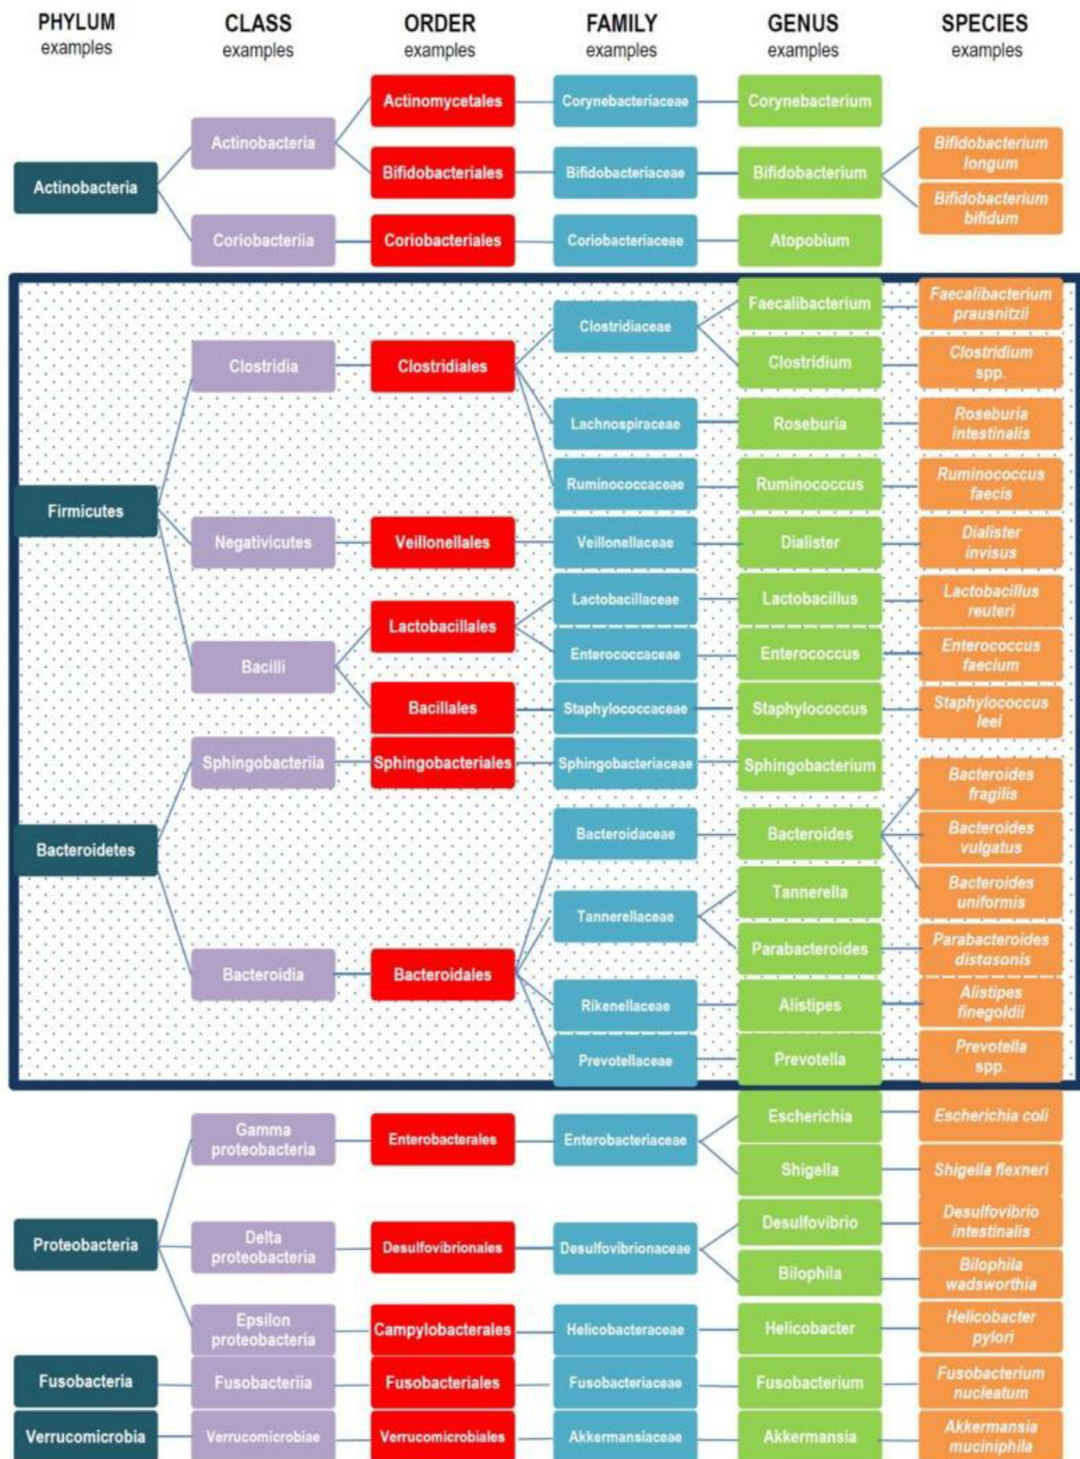 PHYLUM
examples
CLASS
examples
ORDER
examples
FAMILY
examples
GENUS
examples
SPECIES
examples
Actinobacteria
Actinobacteria
Actinomycetales
Corynebacteriaceae
Corynebacterium
Bifidobacteriales
Bifidobacteriaceae
Bifidobacterium
Bifidobacterium
longum
Bifidobacterium
bifidum
Coriobacteriia
Coriobacteriales
Coriobacteriaceae
Atopobium
Firmicutes
Clostridia
Clostridiales
Clostridiaceae
Faecalibacterium
Faecalibacterium
prausnitzii
Clostridium
Clostridium
spp.
Lachnospiraceae
Roseburia
Roseburia
intestinalis
Ruminococcaceae
Ruminococcus
Ruminococcus
faecis
Negativicutes
Veillonellales
Veillonellaceae
Dialister
Dialister
invisus
Bacilli
Lactobacillales
Lactobacillaceae
Lactobacillus
Lactobacillus
reuteri
Enterococcaceae
Enterococcus
Enterococcus
faecium
Bacillales
Staphylococcaceae
Staphylococcus
Staphylococcus
leei
Bacteroidetes
Sphingobacteriia
Sphingobacteriales
Sphingobacteriaceae
Sphingobacterium
Bacteroidia
Bacteroidales
Bacteroidaceae
Bacteroides
Bacteroides
fragilis
Bacteroides
vulgatus
Bacteroides
uniformis
Tannerellaceae
Tannerella
Parabacteroides
Parabacteroides
distasonis
Rikenellaceae
Alistipes
Alistipes
finegoldii
Prevotellaceae
Prevotella
Prevotella
spp.
Proteobacteria
Gamma
proteobacteria
Enterobacterales
Enterobacteriaceae
Escherichia
Escherichia coli
Shigella
Shigella flexneri
Delta
proteobacteria
Desulfovibrionales
Desulfovibrionaceae
Desulfovibrio
Desulfovibrio
intestinalis
Bilophila
Bilophila
wadsworthia
Epsilon
proteobacteria
Campylobacterales
Helicobacteraceae
Helicobacter
Helicobacter
pylori
Fusobacteria
Fusobacteriia
Fusobacteriales
Fusobacteriaceae
Fusobacterium
Fusobacterium
nucleatum
Verrucomicrobia
Verrucomicrobiae
Verrucomicrobiales
Akkermansiaceae
Akkermansia
Akkermansia
muciniphila